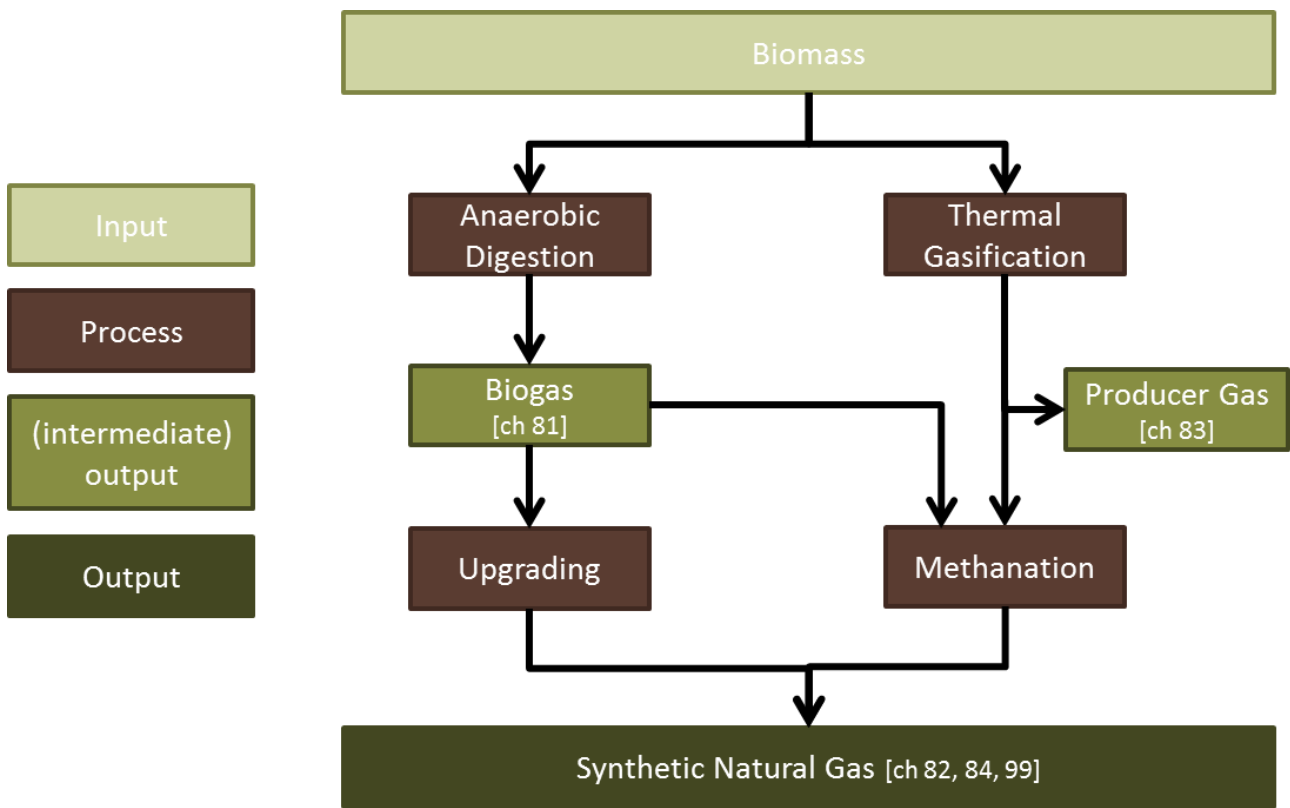 Biomass
Input
Process
(intermediate)
output
Output
Anaerobic
Digestion
Thermal
Gasification
Biogas
[ch 81]
Producer Gas
[ch 83]
Upgrading
Methanation
Synthetic Natural Gas [ch 82, 84, 99]